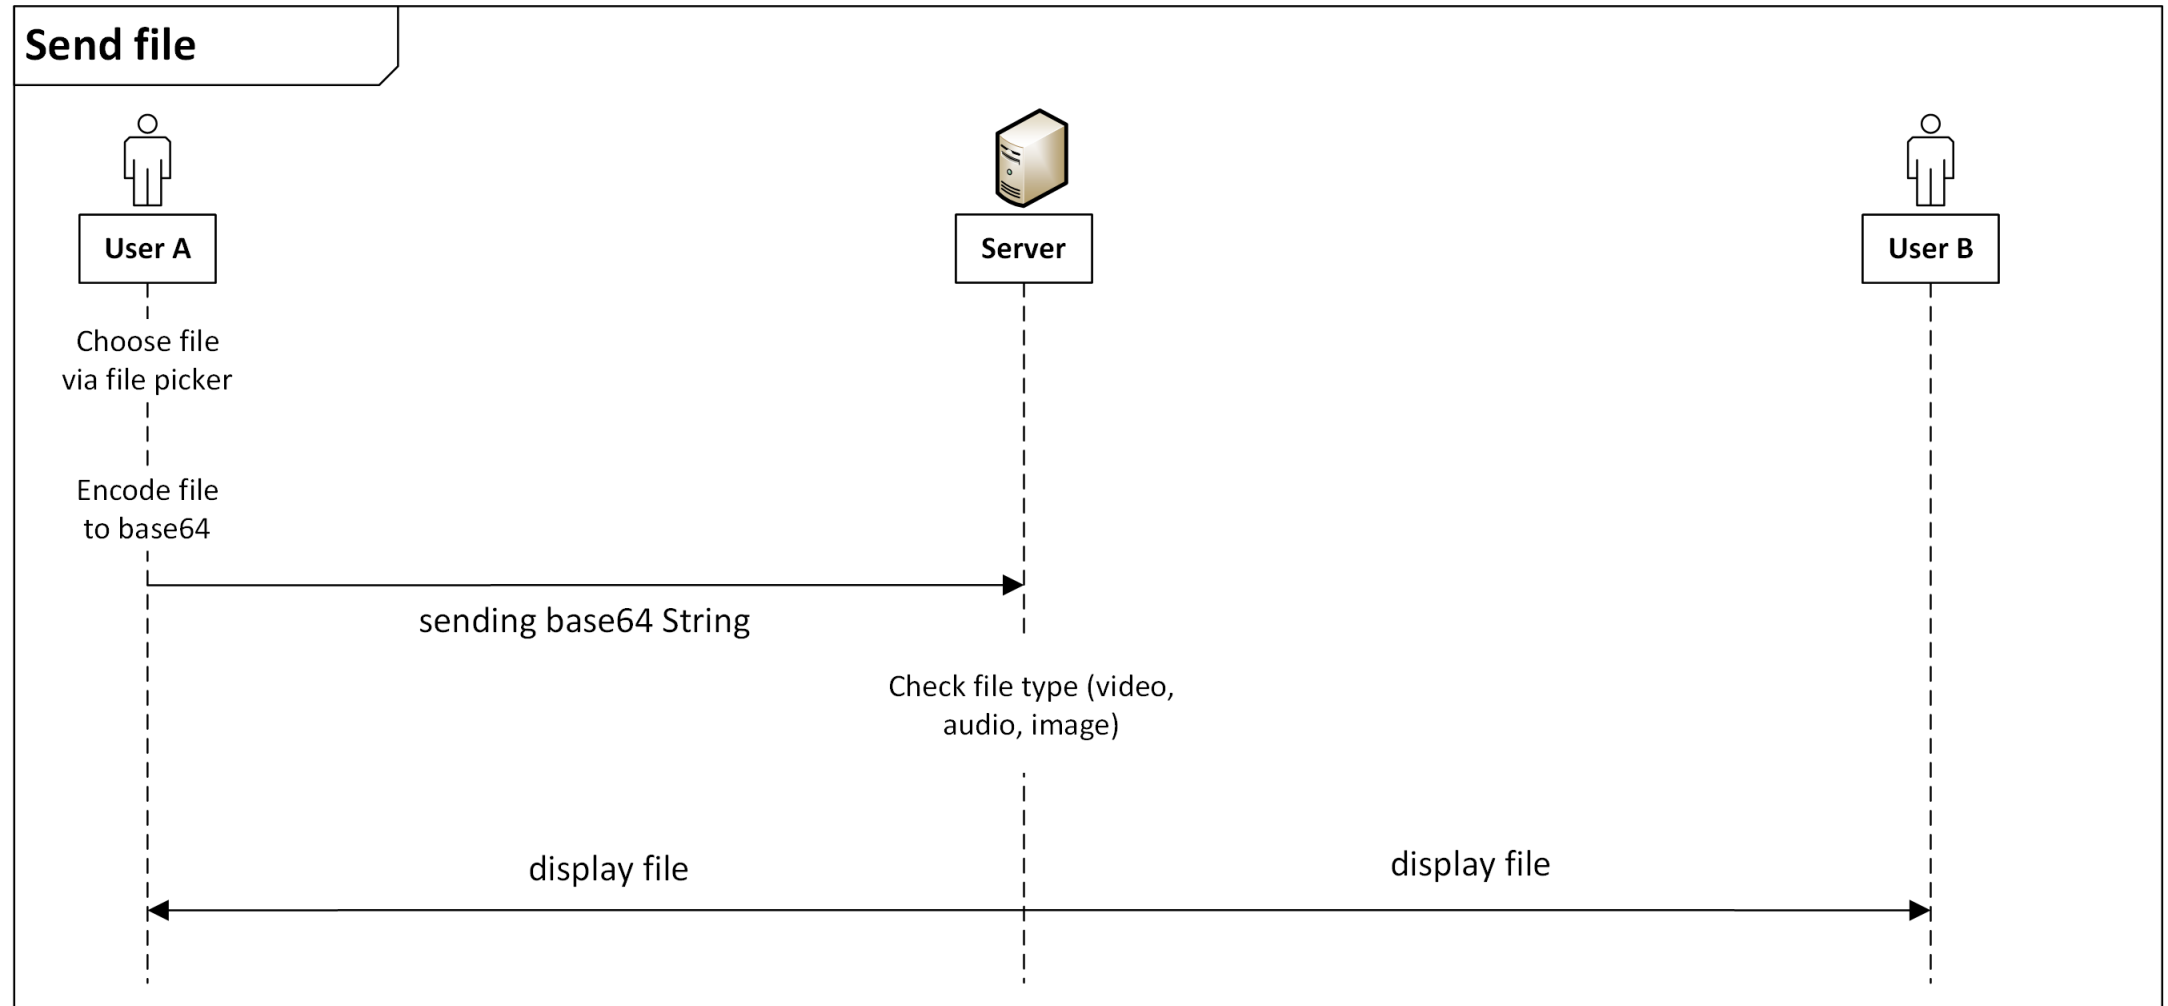 Send file
User A
Server
User B
Choose file
via file picker
Encode file
to base64
sending base64 String
Check file type (video,
audio, image)
display file
display file